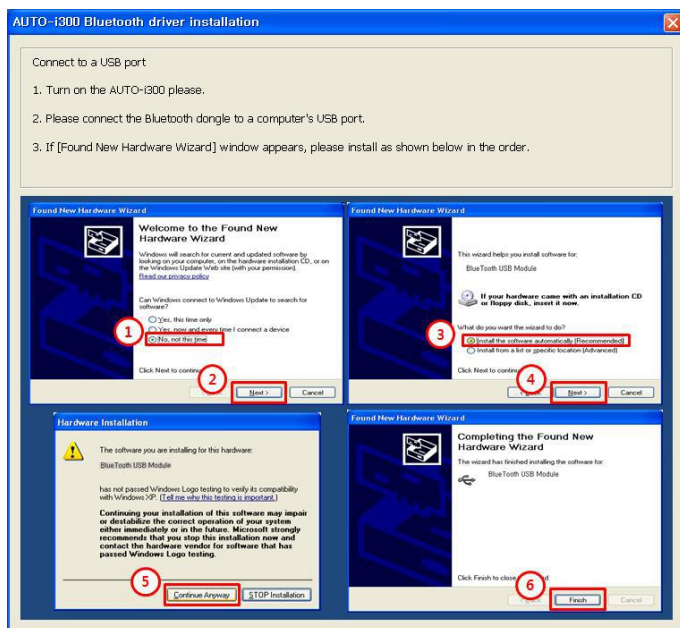 AUTO-i300 Bluetooth driver installation
Connect to a USB port
1. Turn on the AUTO-i300 please.
2. Please connect the Bluetooth dongle to a computer's USB port.
3. If [Found New Hardware Wizard] window appears, please install as shown below in the order.
Found New Hardware Wizard
Welcome to the Found New
Hardware Wizard
Windows will search for current and updated software by
looking on your computer, on the hardware installation CD, or on
the Windows Update Web site (with your permission).
Read our privacy policy
Can Windows connect to Windows Update to search for
software?
Yes, this time only
Yes, now and every time I connect a device
1
No, not this time
2
Click Next to
Next >
Cancel
Found New Hardware Wizard
This wizard helps you install software for:
BlueTooth USB Module
If your hardware came with an installation CD
or floppy disk, insert it now.
What do you want the wizard to do?
3
Install the software automatically (Recommended)
Install from a list or specific location (Advanced)
4
Click Next to
Next >
Cancel
Hardware Installation
The software you are installing for this hardware:
BlueTooth USB Module
has not passed Windows Logo testing to verify its compatibility
with Windows XP. (Tell me why this testing is important.)
Continuing your installation of this software may impair
or destabilize the correct operation of your system
either immediately or in the future. Microsoft strongly
recommends that you stop this installation now and
contact the hardware vendor for software that has
passed Windows Logo testing.
5
Continue Anyway
STOP Installation
Found New Hardware Wizard
Completing the Found New
Hardware Wizard
The wizard has finished installing the software for:
BlueTooth USB Module
6
Click Finish to close
Finish
Cancel